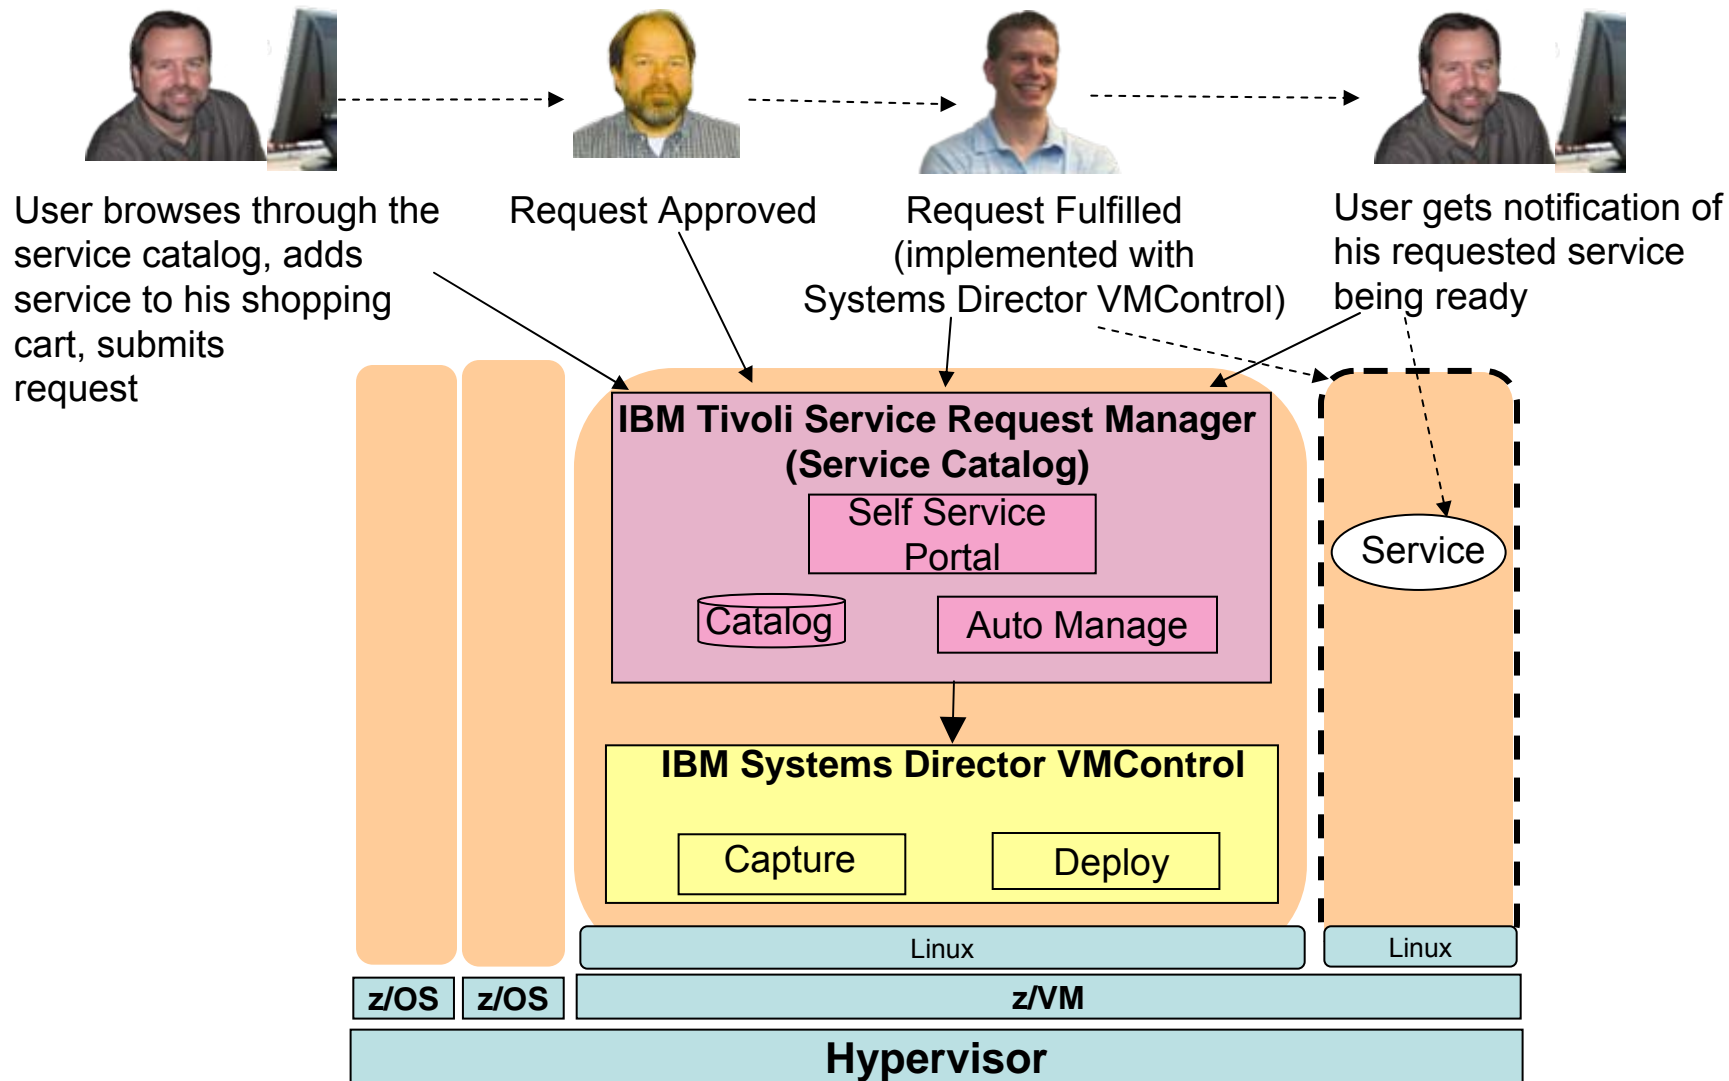 User browses through the
service catalog, adds
service to his shopping
cart, submits
request
Request Approved
Request Fulfilled
(implemented with
Systems Director VMControl)
User gets notification of
his requested service
being ready
IBM Tivoli Service Request Manager
(Service Catalog)
Self Service
Portal
Catalog
Auto Manage
Service
IBM Systems Director VMControl
Capture
Deploy
Linux
Linux
z/OS
z/OS
z/VM
Hypervisor